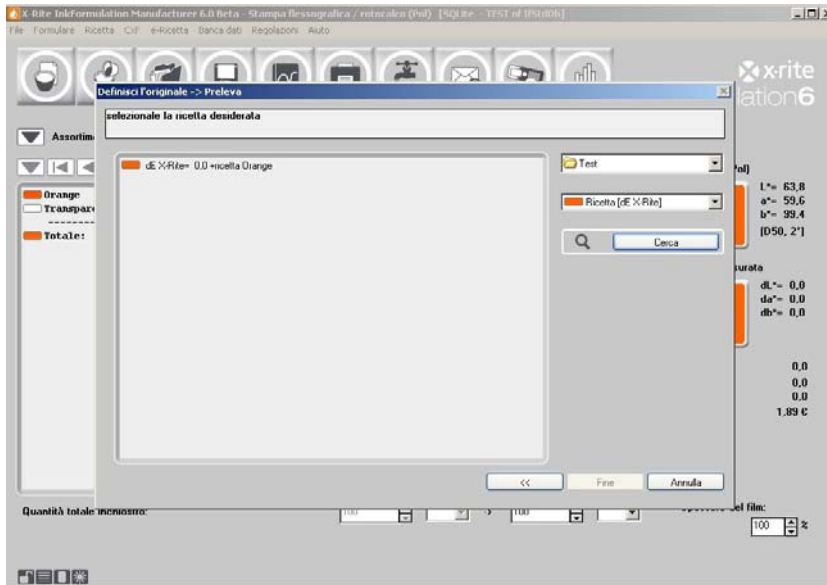 X-Rite InkFormulation Manufacturer 6.0 Beta - Stampa flessografica / rotocalco (Pol) [SQLite - TEST of IFStdDb]
File Formulare Ricetta CxF e-Ricetta Banca dati Regolazioni Aiuto
x-rite
ation6
Definisci l'originale -> Preleva
selezionale la ricetta desiderata
Assortim
dE X-Rite= 0,0 =ricetta Orange
Test
Ricetta [dE X-Rite]
Cerca
Orange
Transpare
Totale:
Pol)
L*= 63,8
a*= 59,6
b*= 99,4
[D50, 2°]
surata
dL*= 0,0
da*= 0,0
db*= 0,0
0,0
0,0
0,0
1,89 €
<< Fine Annulla
Quantità totale inchiostro:
100 > 100
del film:
100 %